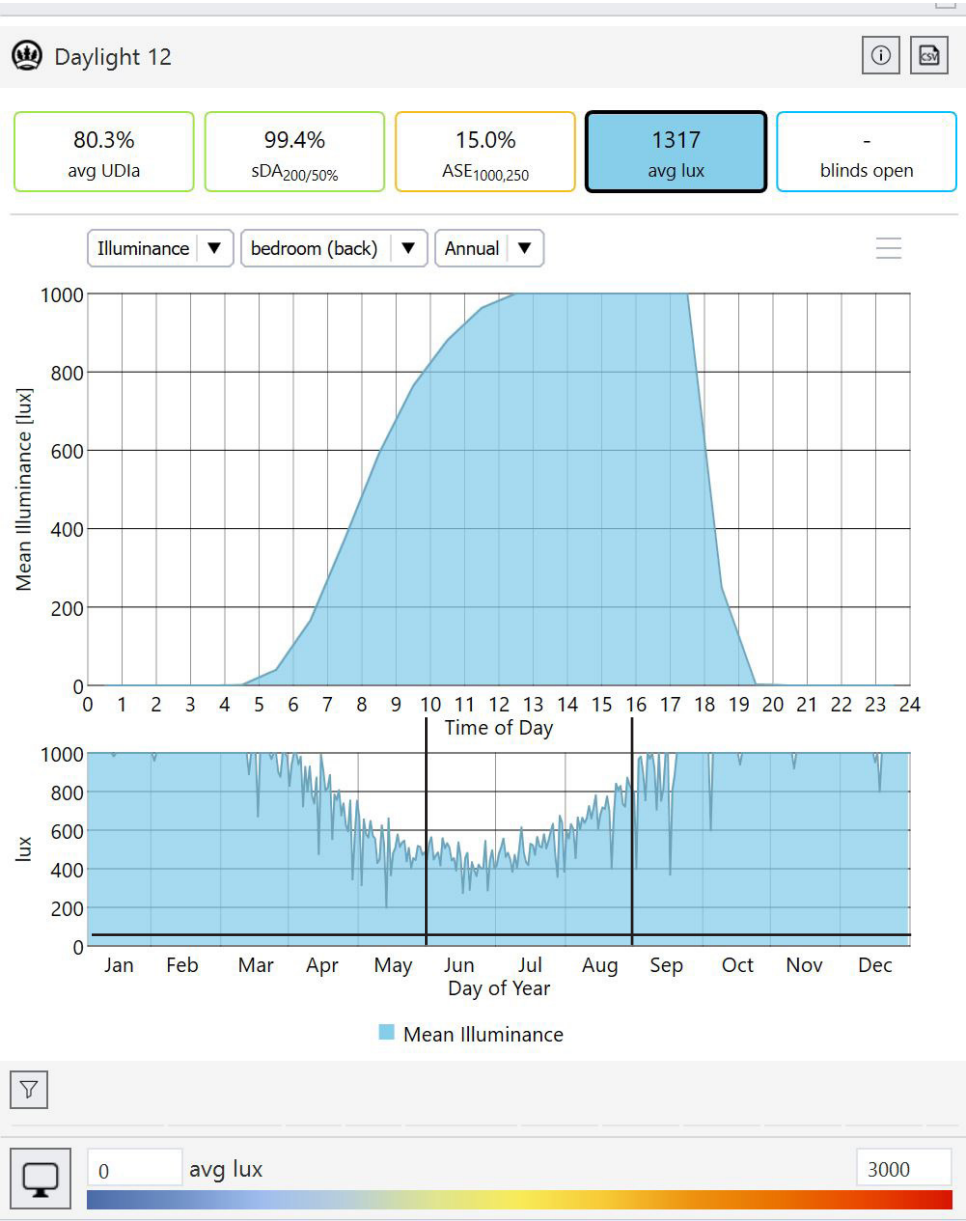 Daylight 12
CSV
80.3% 99.4% 15.0% 1317 -
avg UDIa sDA200/50% ASE1000,250 avg lux blinds open
Illuminance ▼ bedroom (back) ▼ Annual ▼
Mean Illuminance [lux]
1000
800
600
400
200
0
0 1 2 3 4 5 6 7 8 9 10 11 12 13 14 15 16 17 18 19 20 21 22 23 24
Time of Day
lux
1000
800
600
400
200
0
Jan Feb Mar Apr May Jun Jul Aug Sep Oct Nov Dec
Day of Year
Mean Illuminance
0 avg lux 3000